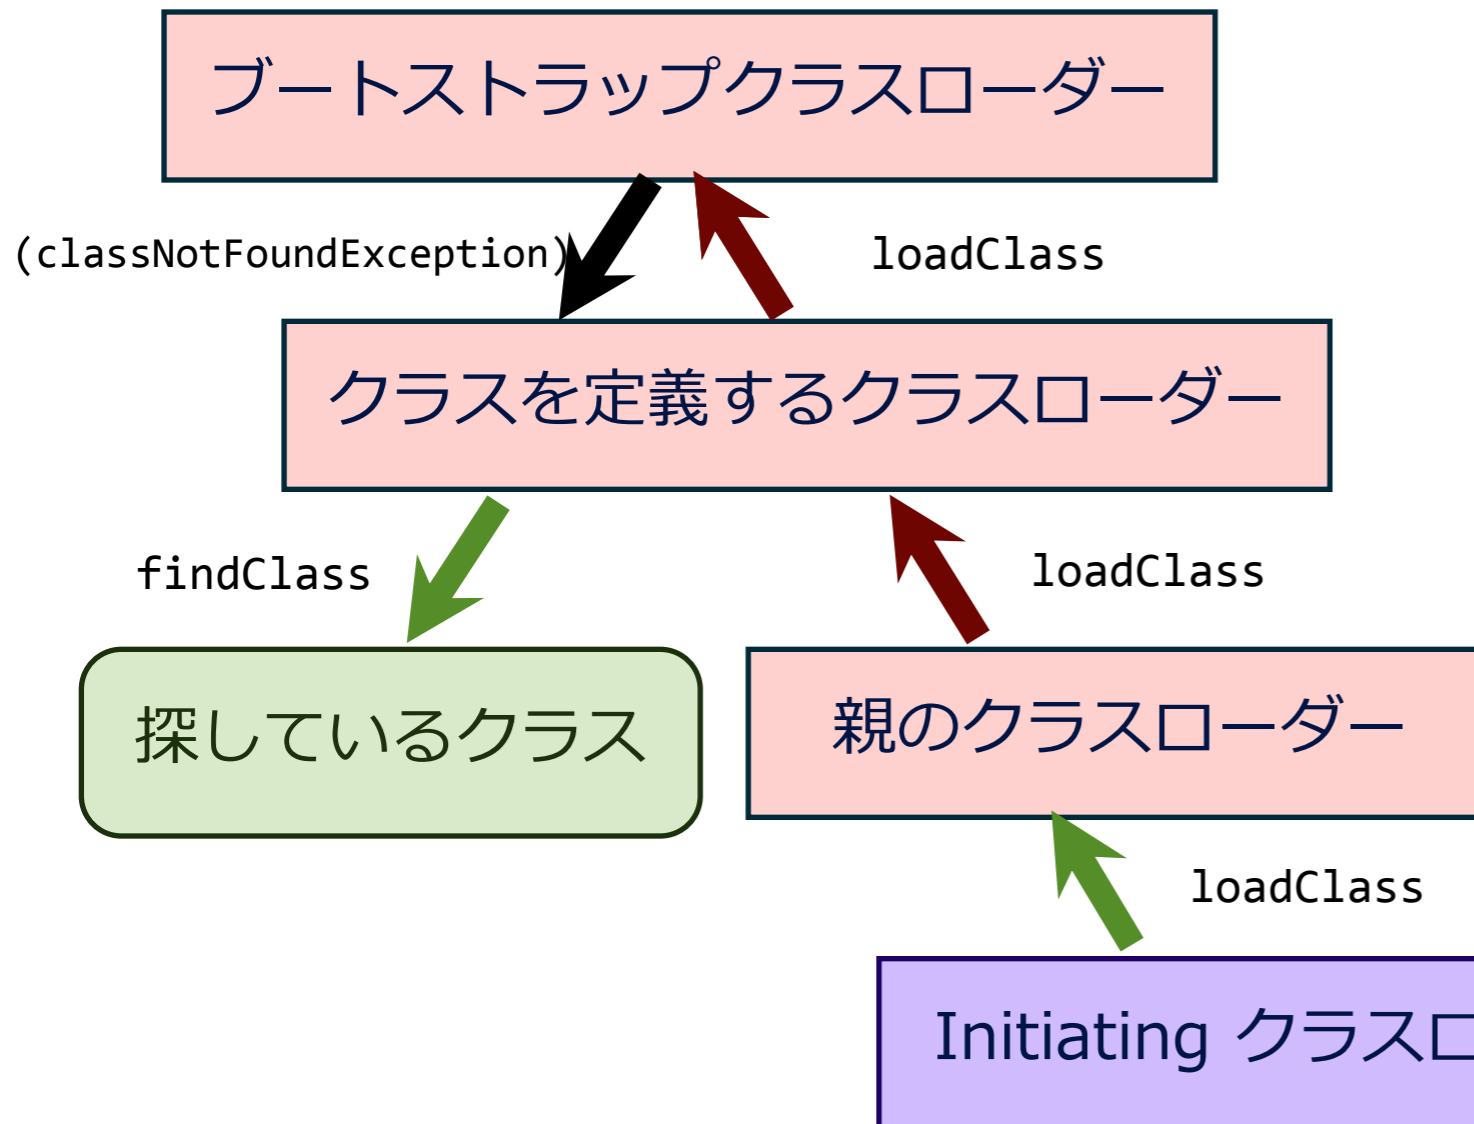 ブートストラップクラスローダー
(classNotFoundException)
loadClass
クラスを定義するクラスローダー
findClass
loadClass
探しているクラス
親のクラスローダー
loadClass
Initiating クラスロ